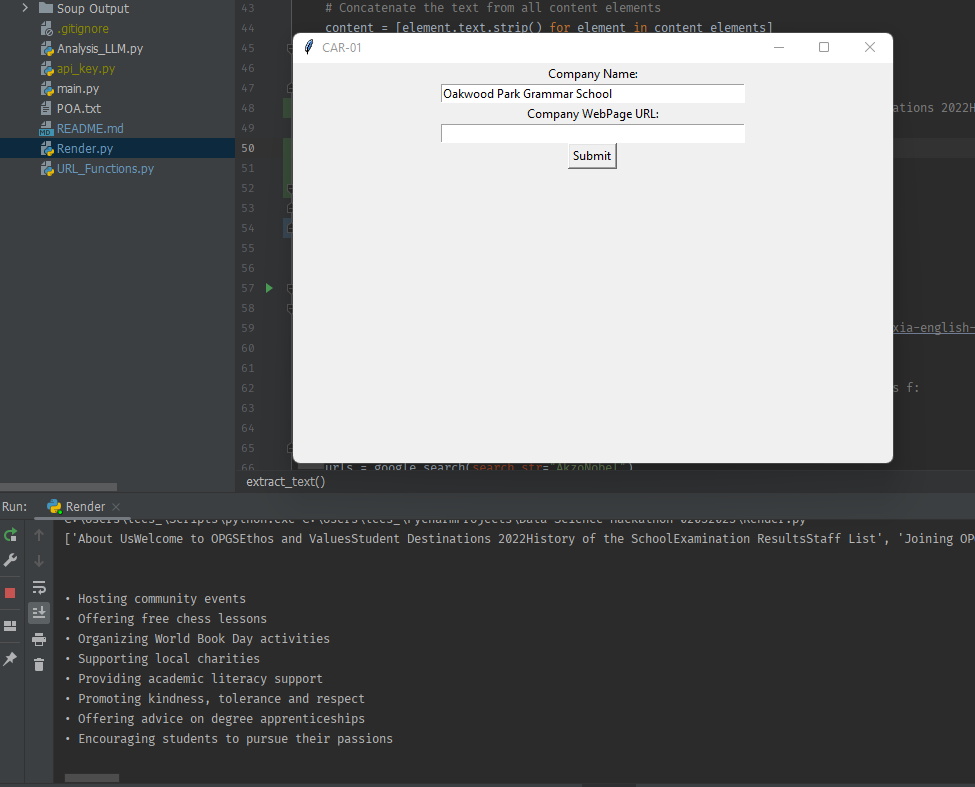 Soup Output
.gitignore
Analysis_LLM.py
api_key.py
main.py
POA.txt
README.md
Render.py
URL_Functions.py
43
44
45
46
47
48
49
50
51
52
53
54
55
56
57
58
59
60
61
62
63
64
65
66
# Concatenate the text from all content elements
content = [element.text.strip() for element in content_elements]
ations 2022H
xia-english-
s f:
urls = google_search(search_str="AkzoNobel")
extract_text()
CAR-01
Company Name:
Oakwood Park Grammar School
Company WebPage URL:
Submit
Run:
Render
['About UsWelcome to OPGSEthos and ValuesStudent Destinations 2022History of the SchoolExamination ResultsStaff List', 'Joining OP
• Hosting community events
• Offering free chess lessons
• Organizing World Book Day activities
• Supporting local charities
• Providing academic literacy support
• Promoting kindness, tolerance and respect
• Offering advice on degree apprenticeships
• Encouraging students to pursue their passions